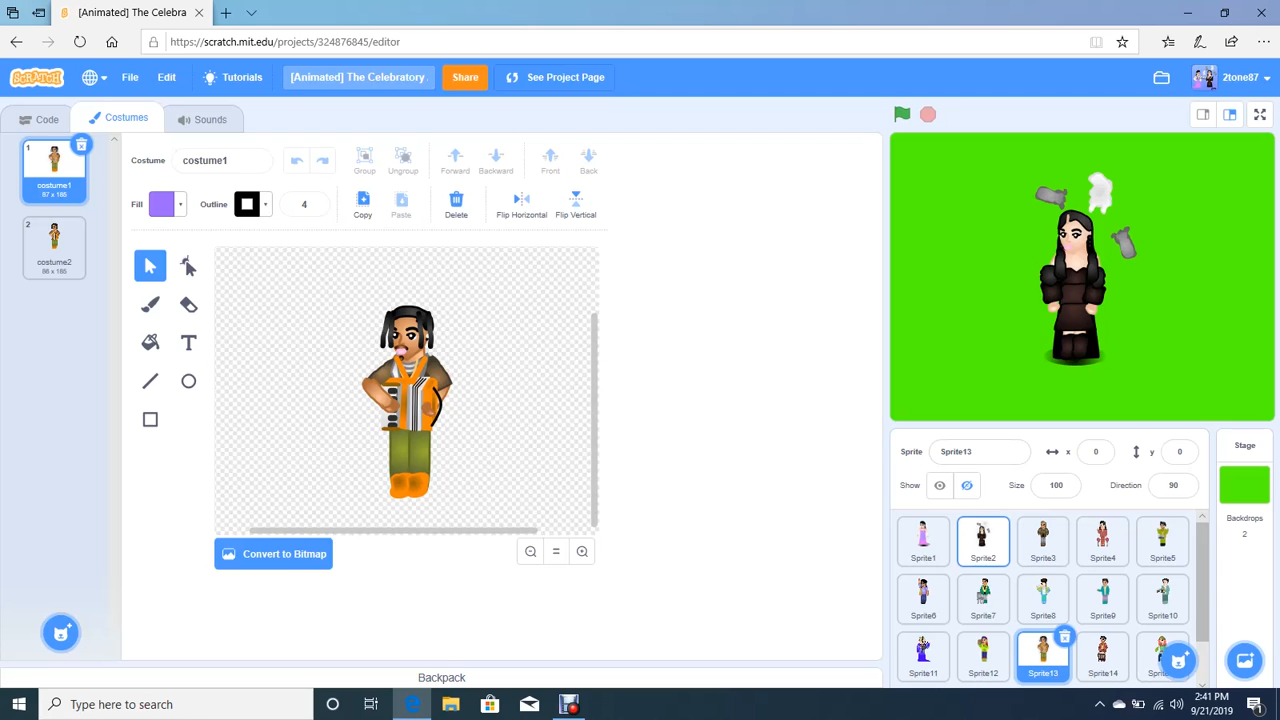 [Animated] The Celebra
https://scratch.mit.edu/projects/324876845/editor
SCRATCH
File
Edit
Tutorials
[Animated] The Celebratory
Share
See Project Page
2tone87
Code
Costumes
Sounds
1
costume1
87 x 185
2
costume2
86 x 185
Costume
costume1
Group
Ungroup
Forward
Backward
Front
Back
Fill
Outline
4
Copy
Paste
Delete
Flip Horizontal
Flip Vertical
T
Convert to Bitmap
Sprite
Sprite13
x
0
y
0
Show
Size
100
Direction
90
Stage
Backdrops
2
Sprite1
Sprite2
Sprite3
Sprite4
Sprite5
Sprite6
Sprite7
Sprite8
Sprite9
Sprite10
Sprite11
Sprite12
Sprite13
Sprite14
Backpack
Type here to search
2:41 PM
9/21/2019